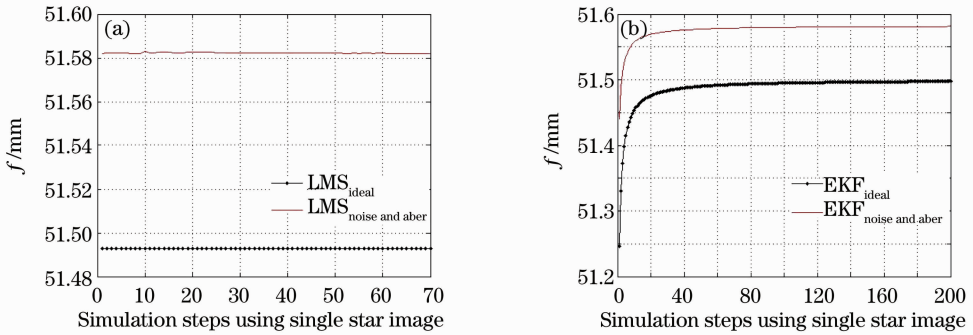 (a)
51.60
51.58
51.56
51.54
51.52
51.50
51.48
f/mm
LMS_ideal
LMS_noise and aber
0 10 20 30 40 50 60 70
Simulation steps using single star image
(b)
51.6
51.5
51.4
51.3
51.2
f/mm
EKF_ideal
EKF_noise and aber
0 40 80 120 160 200
Simulation steps using single star image